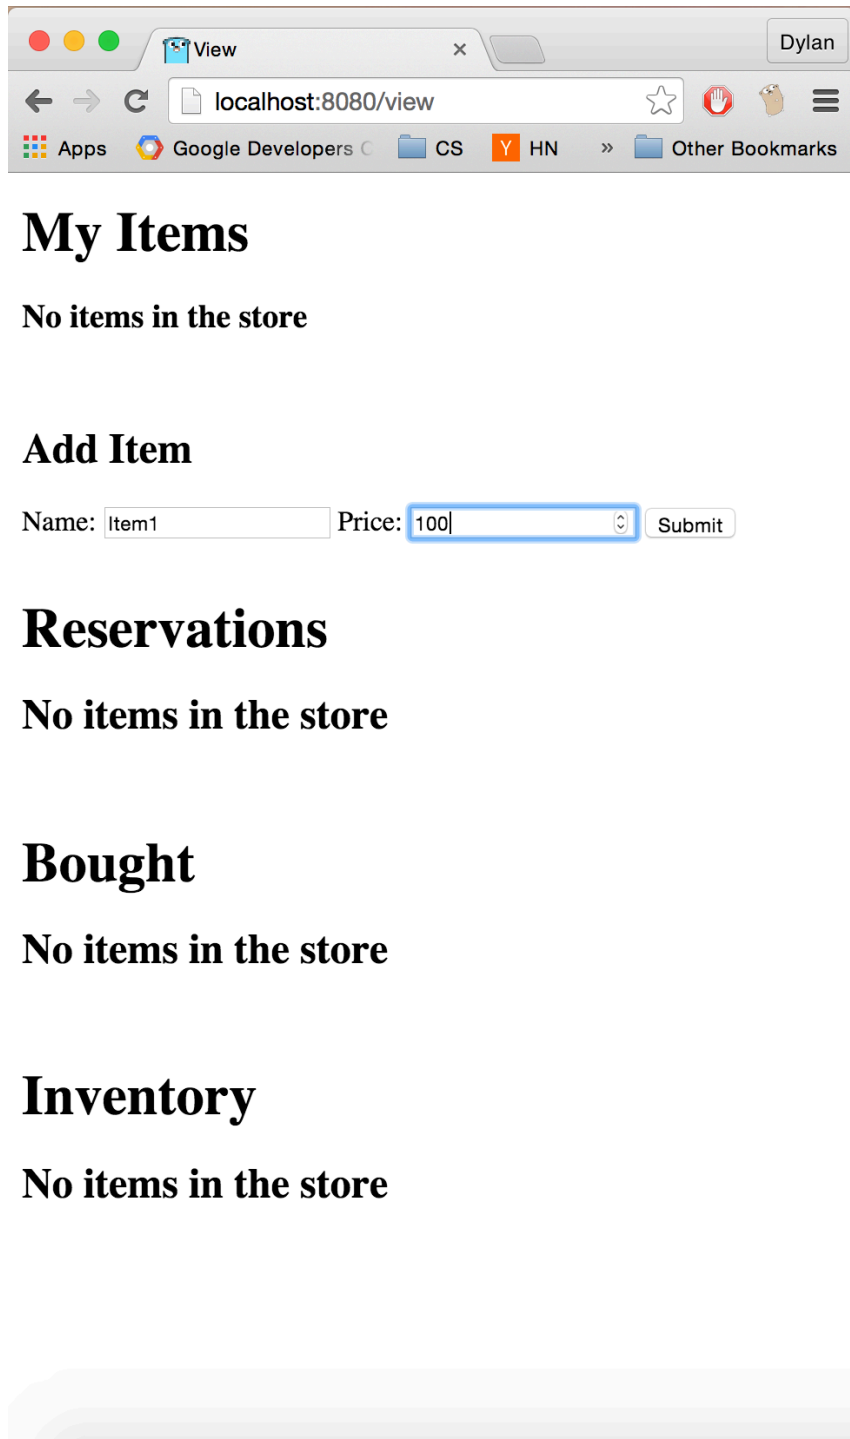 View
Dylan
localhost:8080/view
Apps Google Developers CS Y HN » Other Bookmarks
My Items
No items in the store
Add Item
Name: Item1 Price: 100 Submit
Reservations
No items in the store
Bought
No items in the store
Inventory
No items in the store